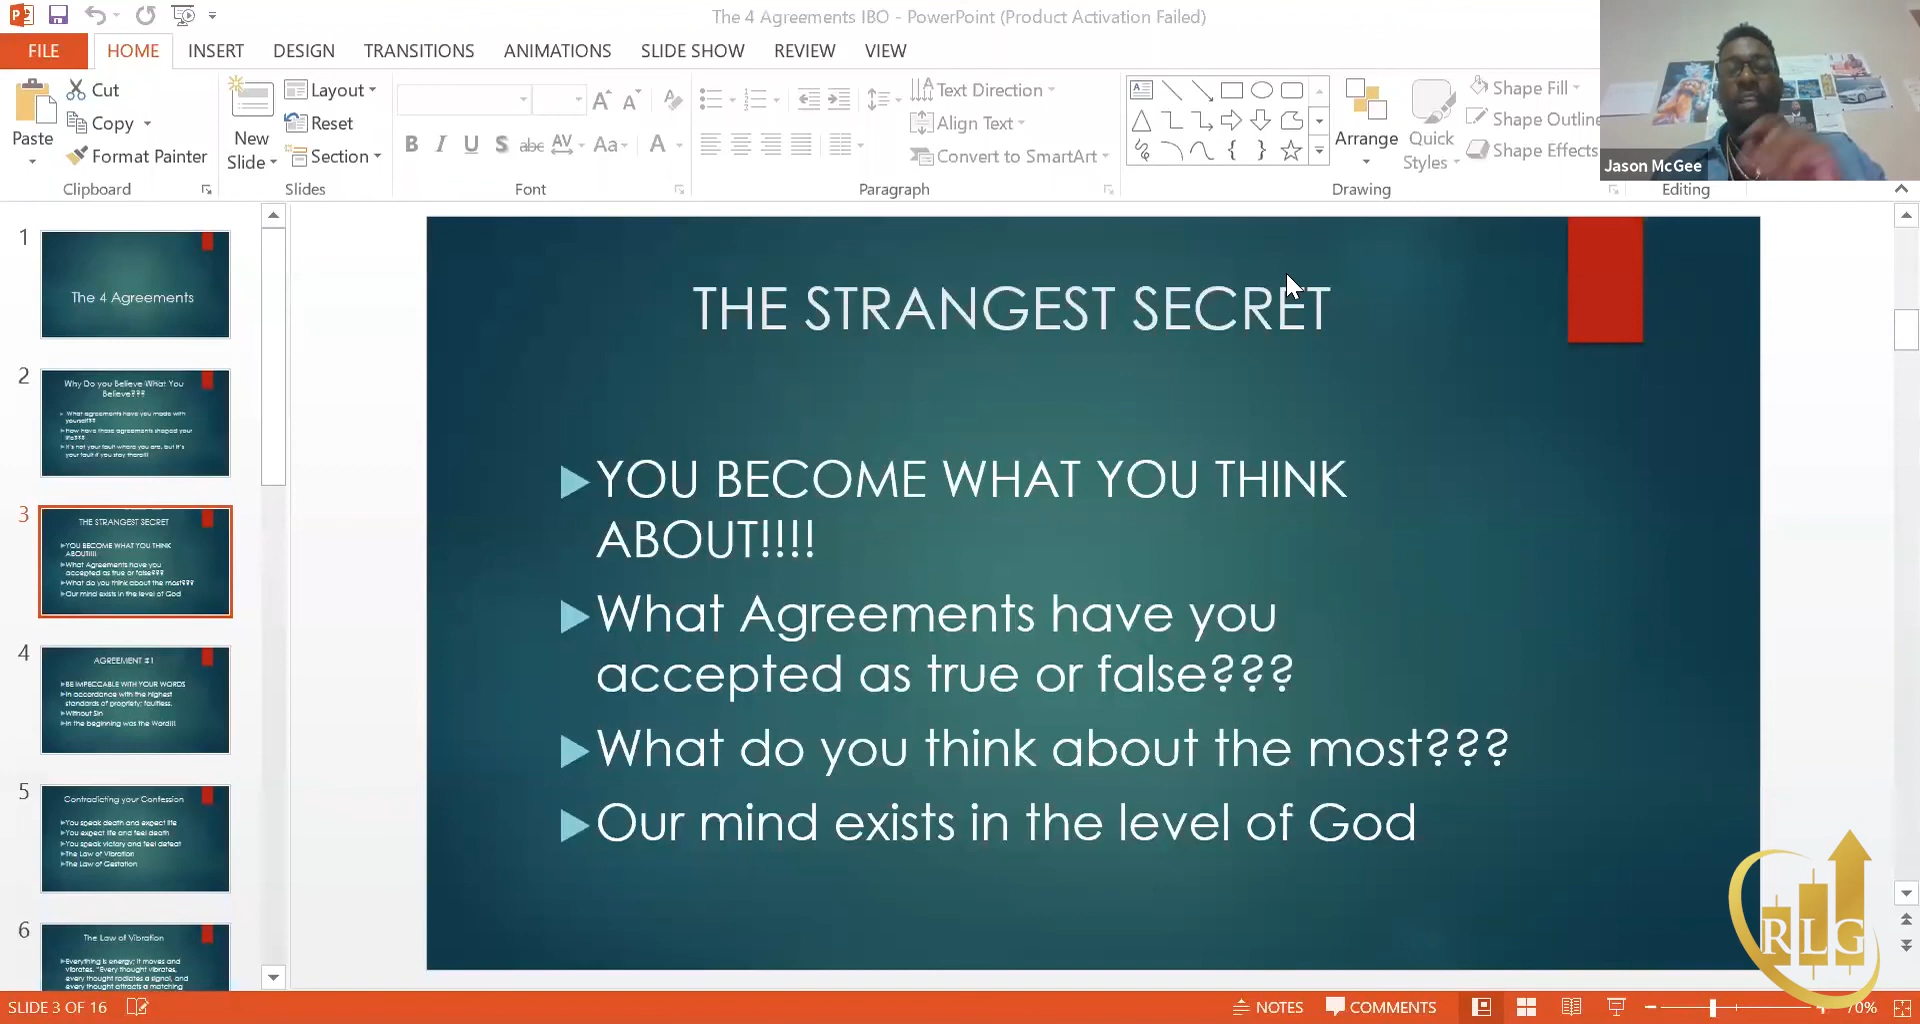 The 4 Agreements IBO - PowerPoint (Product Activation Failed)
FILE HOME INSERT DESIGN TRANSITIONS ANIMATIONS SLIDE SHOW REVIEW VIEW
Paste
Cut
Copy
Format Painter
Clipboard
New
Slide
Layout
Reset
Section
Slides
B I U S abc AV Aa A
Font
Text Direction
Align Text
Convert to SmartArt
Paragraph
Arrange
Quick
Styles
Shape Fill
Shape Outline
Shape Effects
Drawing
Editing
Jason McGee
1
The 4 Agreements
2
Why Do you Believe What You
Believe???
What agreements have you made with
yourself??
How have these agreements shaped your
life???
It's not your fault where you are, but it's
your fault if you stay there!!!
3
THE STRANGEST SECRET
YOU BECOME WHAT YOU THINK
ABOUT!!!!
What Agreements have you
accepted as true or false???
What do you think about the most???
Our mind exists in the level of God
4
AGREEMENT #1
BE IMPECCABLE WITH YOUR WORDS
In accordance with the highest
standards of propriety; faultless.
Without Sin
In the beginning was the Word!!!
5
Contradicting your Confession
You speak death and expect life
You expect life and feel death
You speak victory and feel defeat
The Law of Vibration
The Law of Gestation
6
The Law of Vibration
Everything is energy; it moves and
vibrates. "Every thought vibrates,
every thought radiates a signal, and
every thought attracts a matching
THE STRANGEST SECRET
YOU BECOME WHAT YOU THINK
ABOUT!!!!
What Agreements have you
accepted as true or false???
What do you think about the most???
Our mind exists in the level of God
RLG
SLIDE 3 OF 16
NOTES
COMMENTS
70%